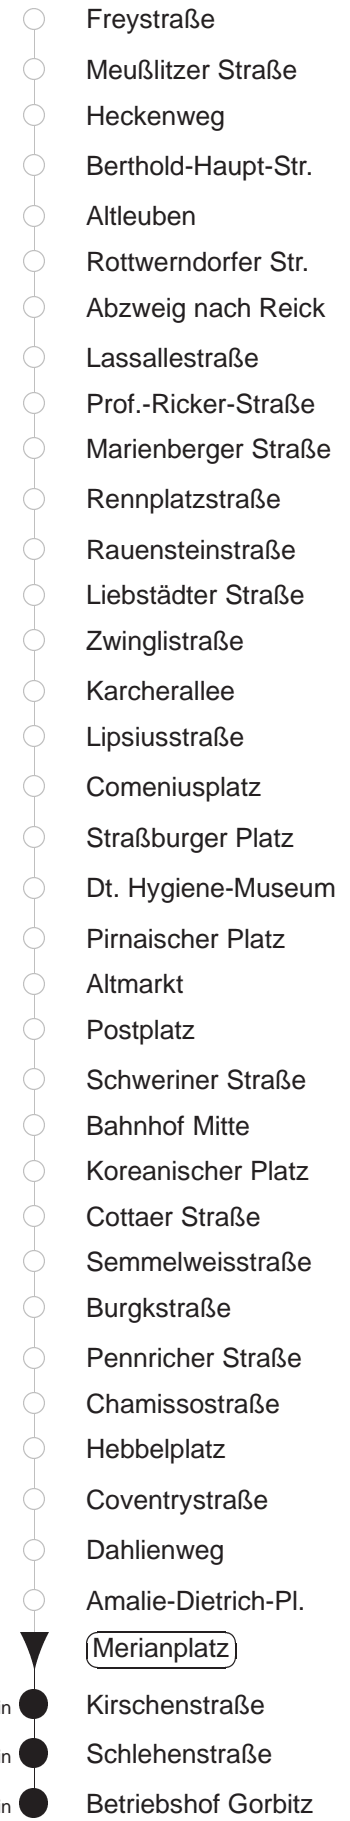 Freystraße
Meußlitzer Straße
Heckenweg
Berthold-Haupt-Str.
Altleuben
Rottwerndorfer Str.
Abzweig nach Reick
Lassallestraße
Prof.-Ricker-Straße
Marienberger Straße
Rennplatzstraße
Rauensteinstraße
Liebstädter Straße
Zwinglistraße
Karcherallee
Lipsiusstraße
Comeniusplatz
Straßburger Platz
Dt. Hygiene-Museum
Pirnaischer Platz
Altmarkt
Postplatz
Schweriner Straße
Bahnhof Mitte
Koreanischer Platz
Cottaer Straße
Semmelweisstraße
Burgkstraße
Pennricher Straße
Chamissostraße
Hebbelplatz
Coventrystraße
Dahlienweg
Amalie-Dietrich-Pl.
Merianplatz
in Kirschenstraße
in Schlehenstraße
in Betriebshof Gorbitz